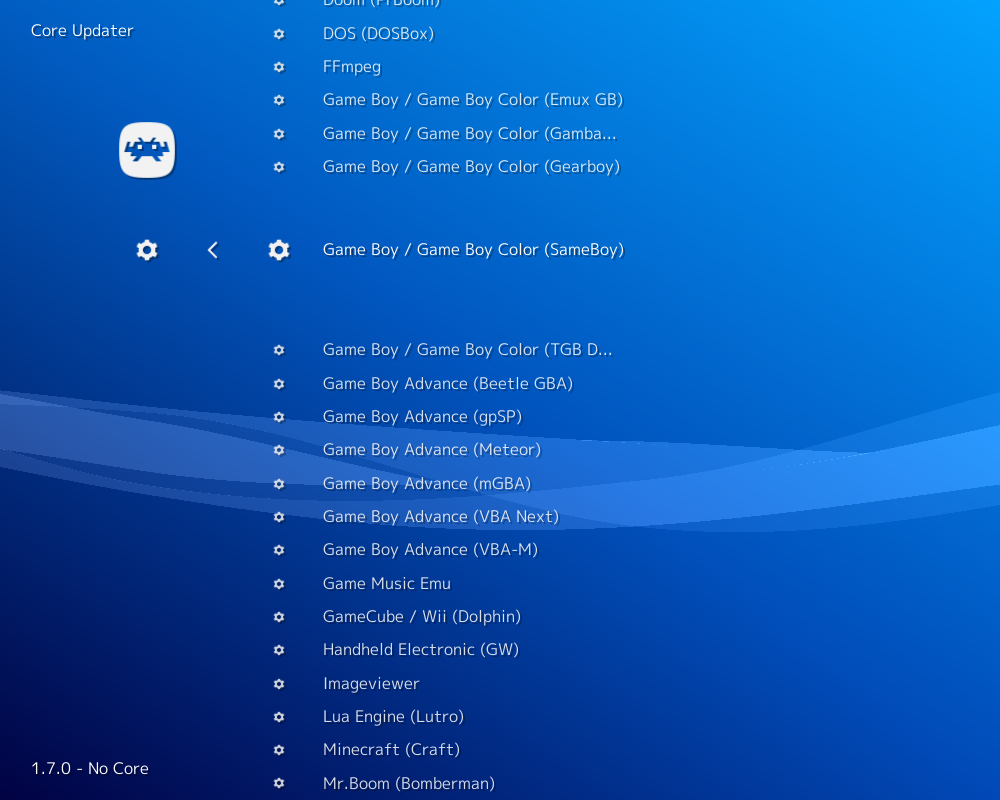 Doom (PrBoom)
Core Updater
DOS (DOSBox)
FFmpeg
Game Boy / Game Boy Color (Emux GB)
Game Boy / Game Boy Color (Gamba...
Game Boy / Game Boy Color (Gearboy)
Game Boy / Game Boy Color (SameBoy)
Game Boy / Game Boy Color (TGB D...
Game Boy Advance (Beetle GBA)
Game Boy Advance (gpSP)
Game Boy Advance (Meteor)
Game Boy Advance (mGBA)
Game Boy Advance (VBA Next)
Game Boy Advance (VBA-M)
Game Music Emu
GameCube / Wii (Dolphin)
Handheld Electronic (GW)
Imageviewer
Lua Engine (Lutro)
Minecraft (Craft)
Mr.Boom (Bomberman)
1.7.0 - No Core